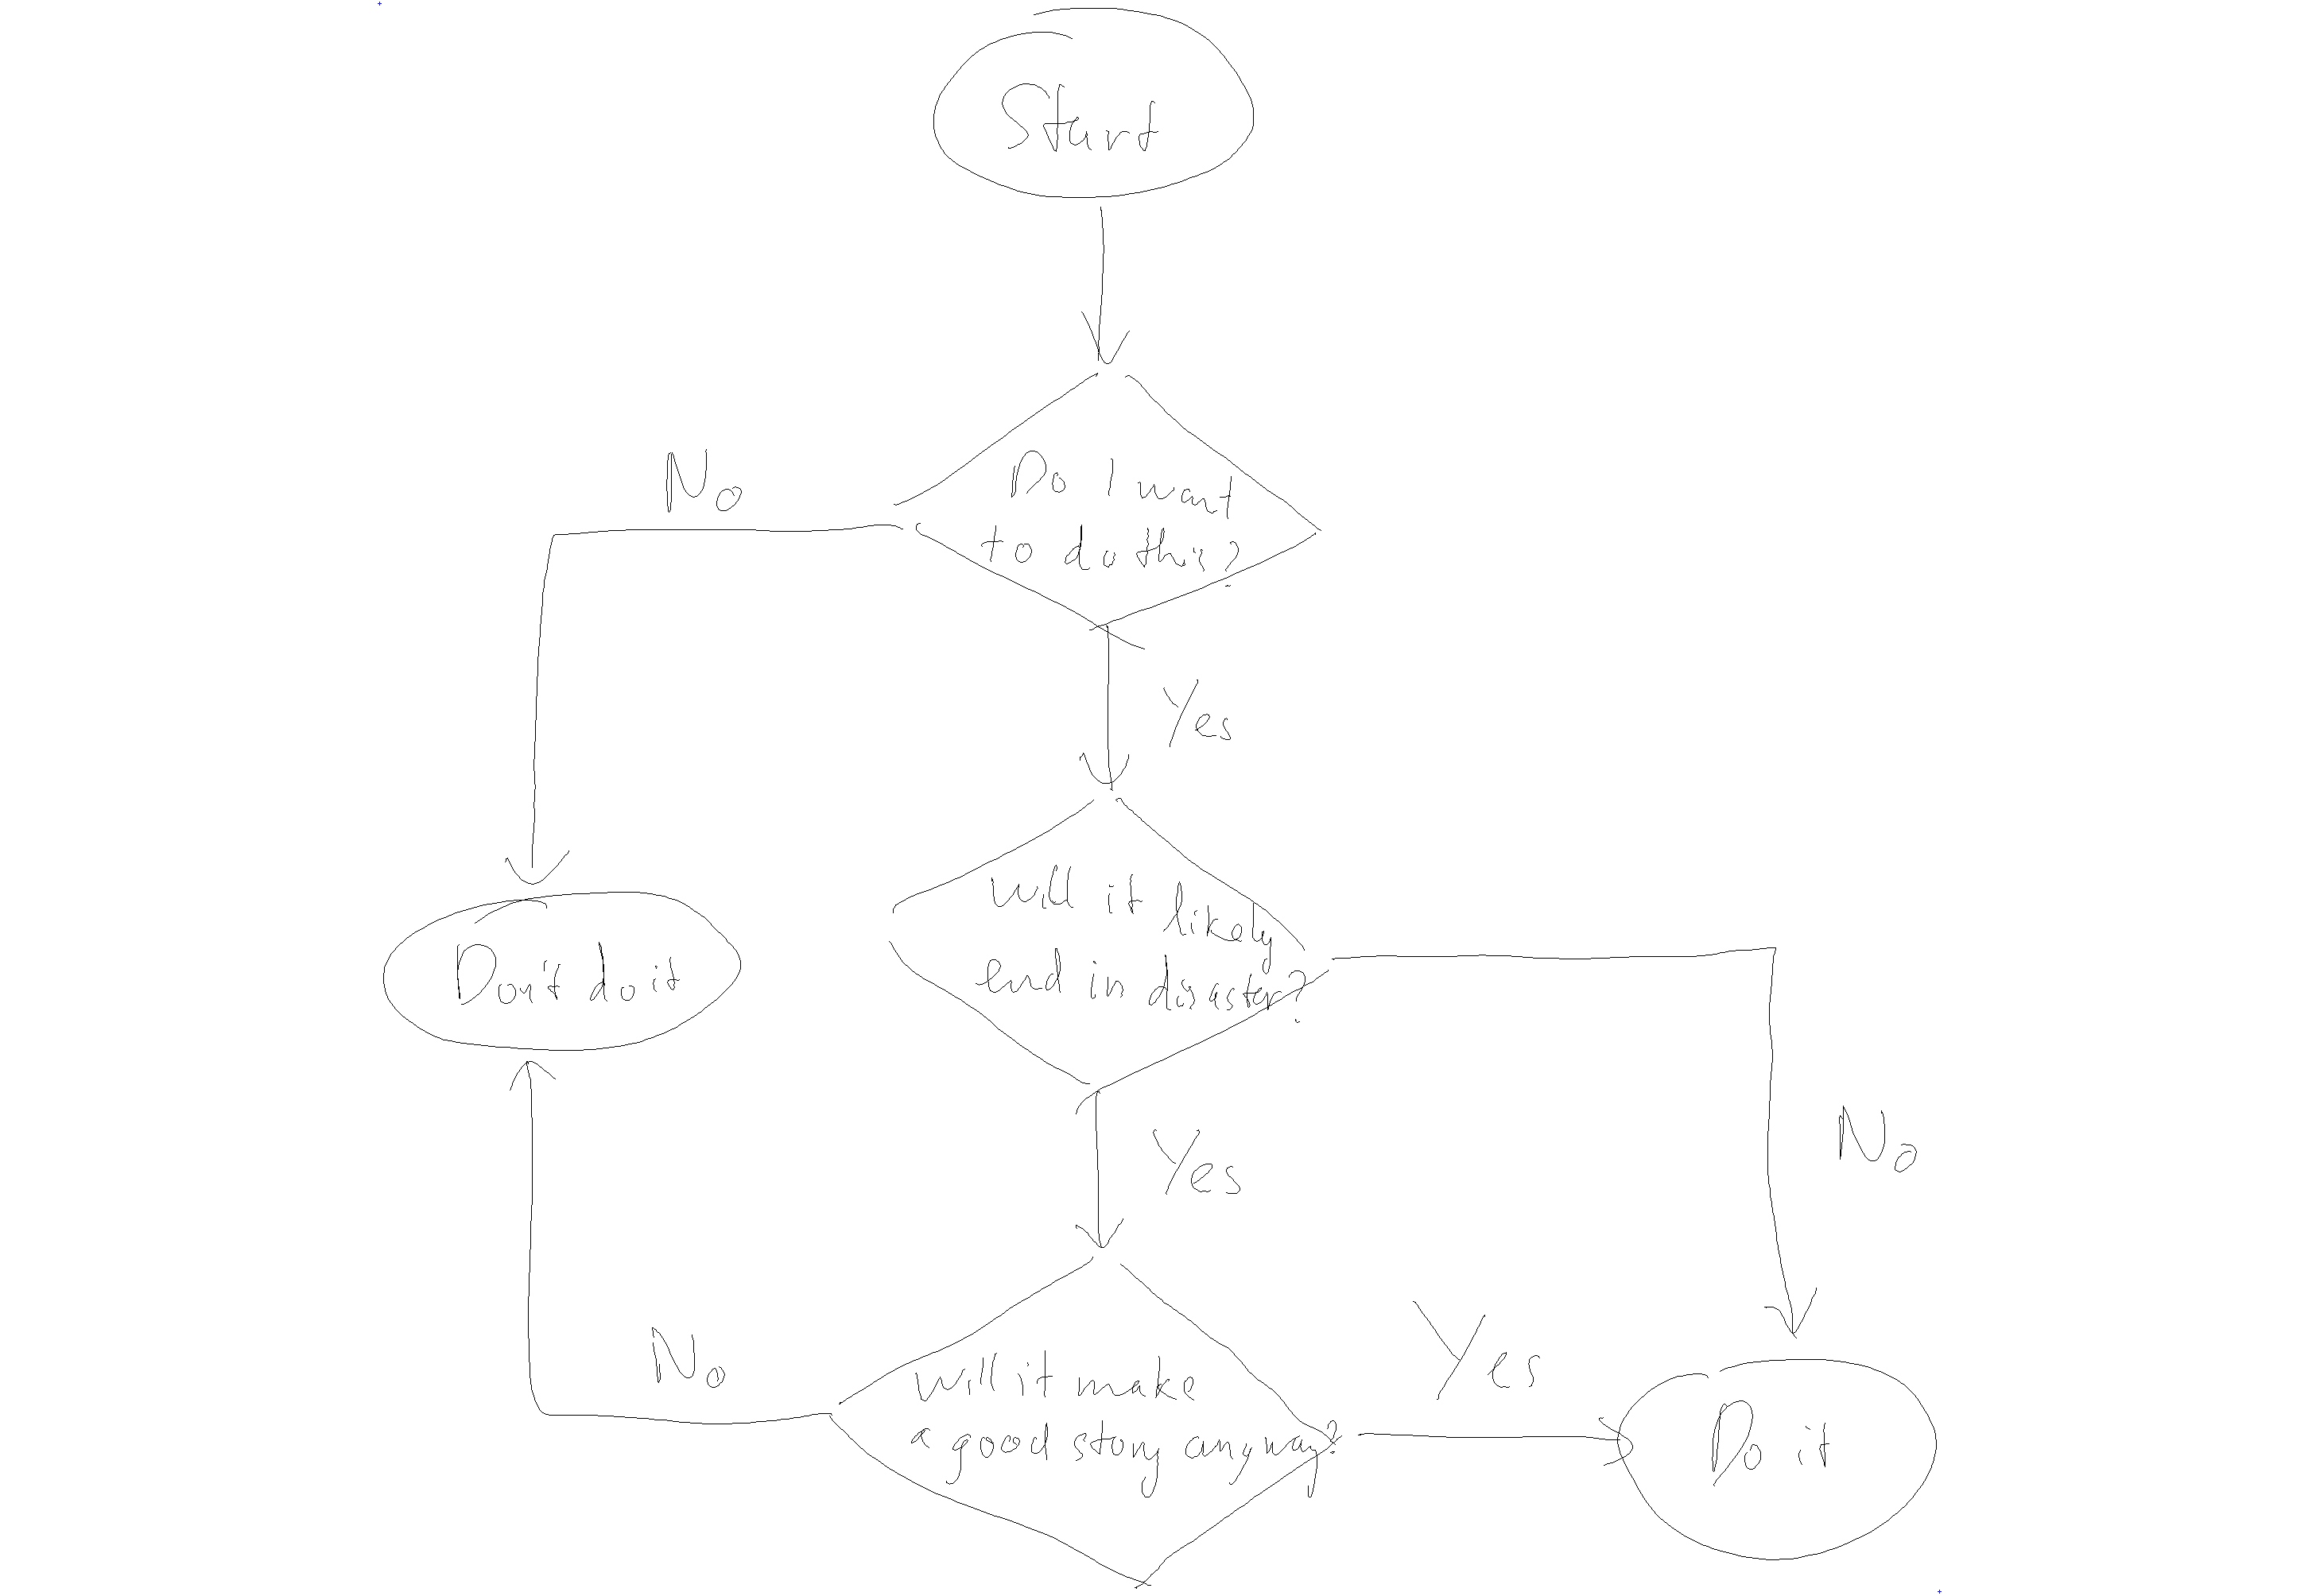 Start
No
Do I want
to do this?
Yes
Don't do it
Will it likely
end in disaster?
No
Yes
No
Will it make
a good story anyway?
Yes
Do it